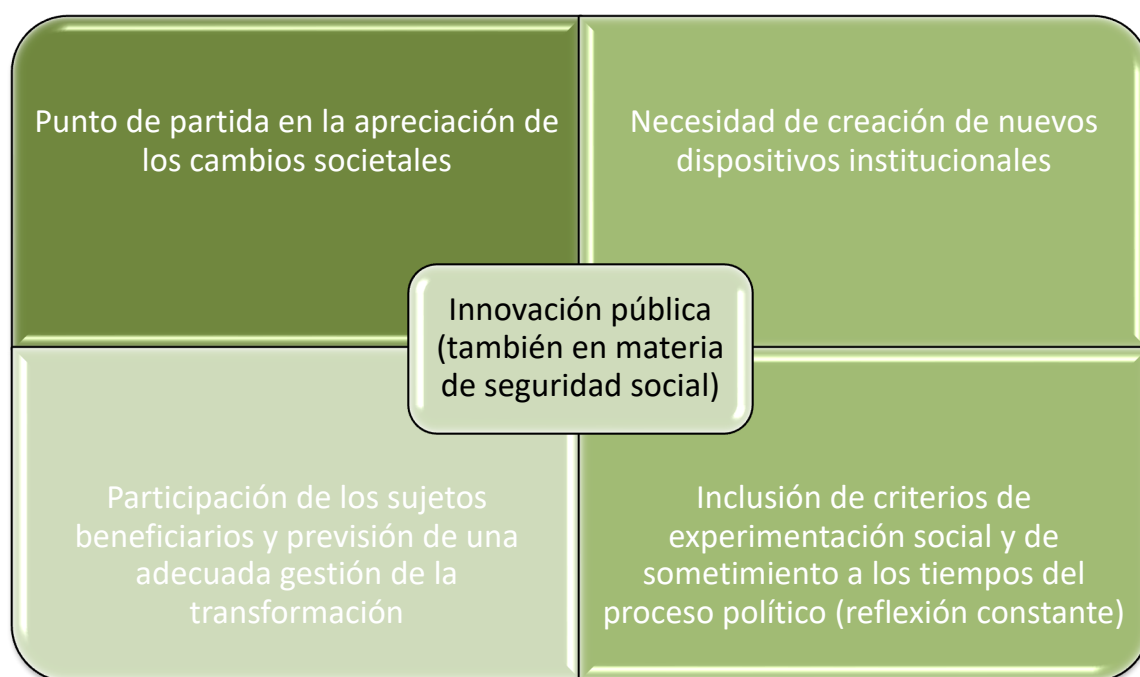 Punto de partida en la apreciación de
los cambios societales
Necesidad de creación de nuevos
dispositivos institucionales
Innovación pública
(también en materia
de seguridad social)
Participación de los sujetos
beneficiarios y previsión de una
adecuada gestión de la
transformación
Inclusión de criterios de
experimentación social y de
sometimiento a los tiempos del
proceso político (reflexión constante)